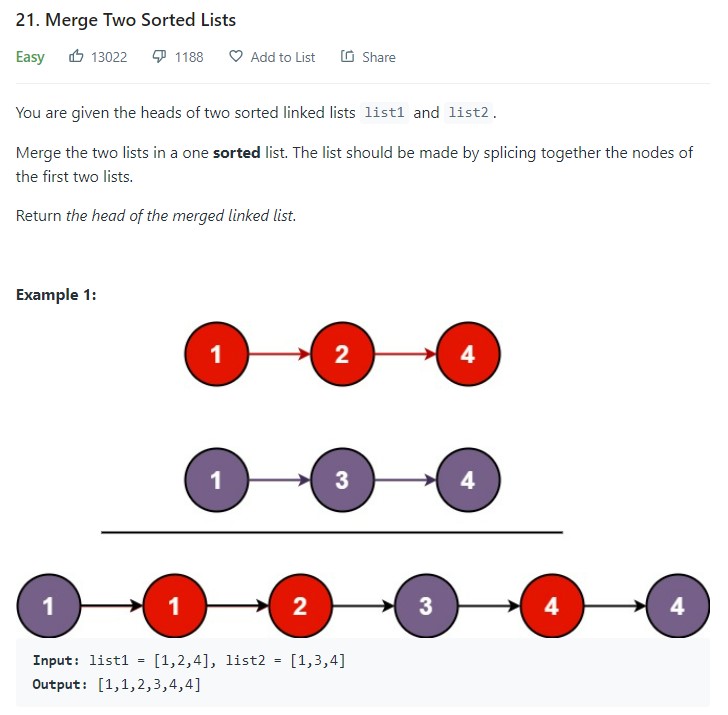 21. Merge Two Sorted Lists
Easy 13022 1188 Add to List Share
You are given the heads of two sorted linked lists list1 and list2.
Merge the two lists in a one sorted list. The list should be made by splicing together the nodes of
the first two lists.
Return the head of the merged linked list.
Example 1:
1 2 4
1 3 4
1 1 2 3 4 4
Input: list1 = [1,2,4], list2 = [1,3,4]
Output: [1,1,2,3,4,4]